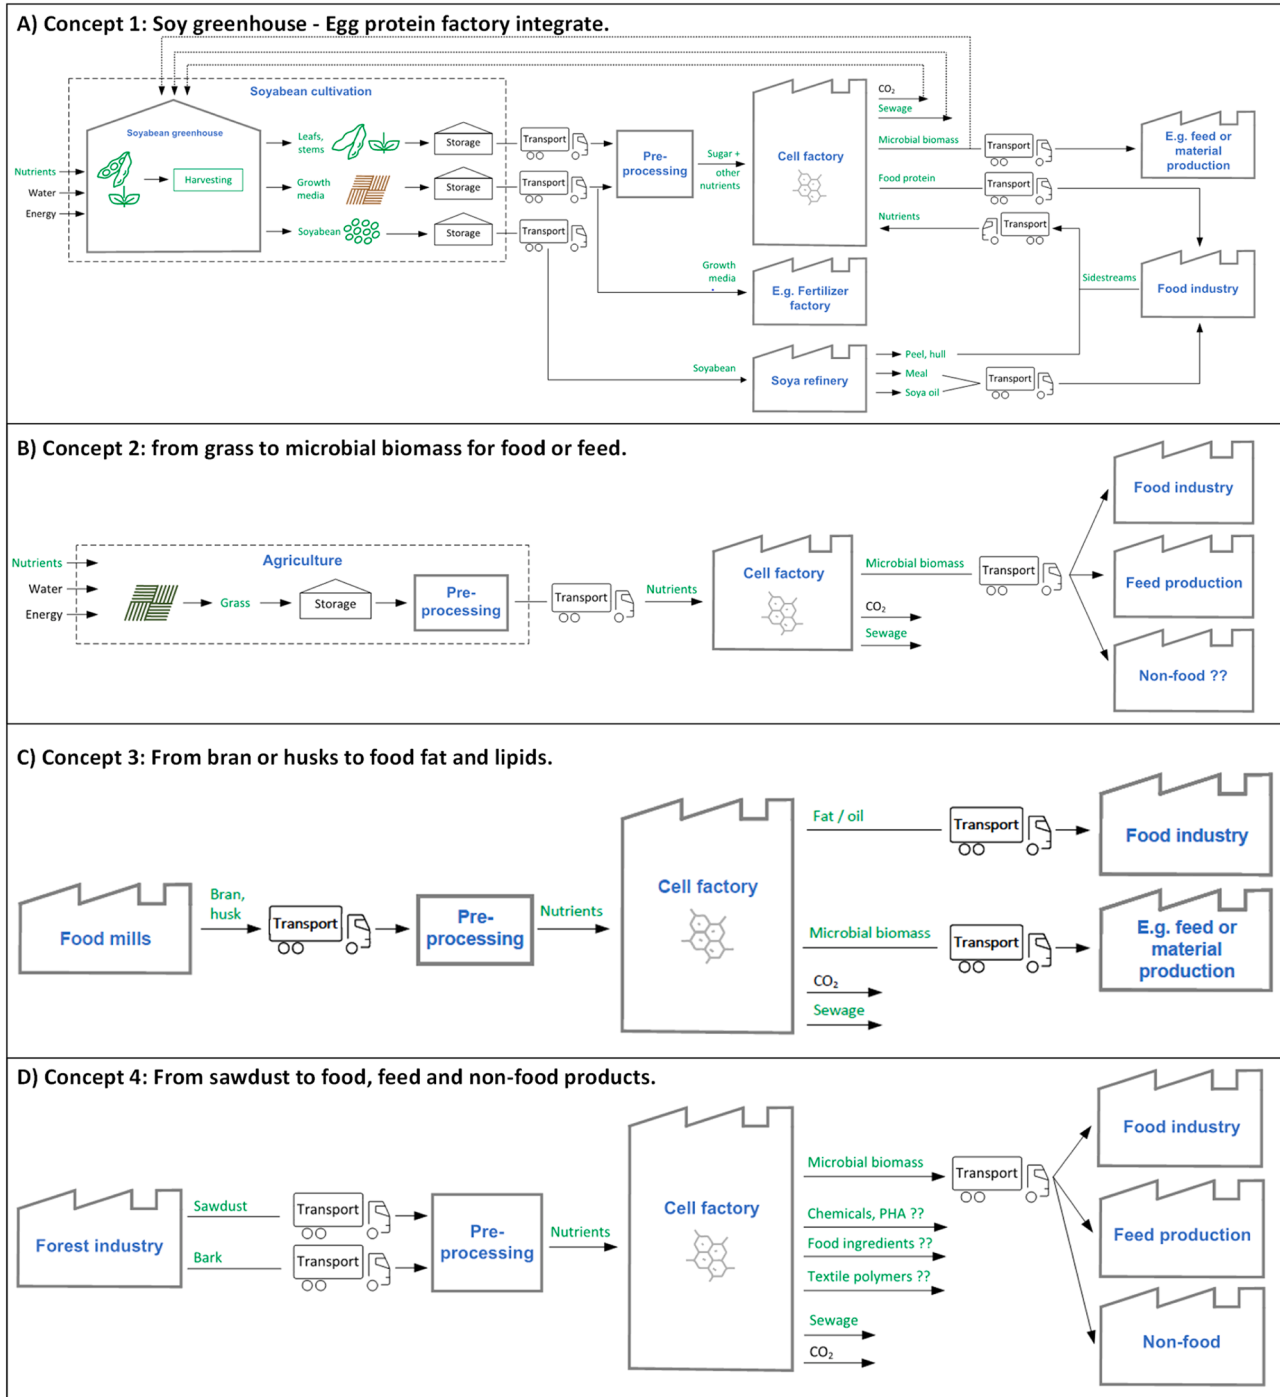 A) Concept 1: Soy greenhouse - Egg protein factory integrate.
Soyabean cultivation
Soyabean greenhouse
Nutrients
Water
Energy
Harvesting
Leafs,
stems
Storage
Transport
Growth
media
Storage
Transport
Soyabean
Storage
Transport
Pre-
processing
Sugar +
other
nutrients
Cell factory
CO₂
Sewage
Microbial biomass
Transport
E.g. feed or
material
production
Food protein
Transport
Nutrients
Transport
Sidestreams
Food industry
Growth
media
E.g. Fertilizer
factory
Soyabean
Soya refinery
Peel, hull
Meal
Soya oil
Transport
B) Concept 2: from grass to microbial biomass for food or feed.
Agriculture
Nutrients
Water
Energy
Grass
Storage
Pre-
processing
Transport
Nutrients
Cell factory
Microbial biomass
CO₂
Sewage
Transport
Food industry
Feed production
Non-food ??
C) Concept 3: From bran or husks to food fat and lipids.
Food mills
Bran,
husk
Transport
Pre-
processing
Nutrients
Cell factory
Fat / oil
Transport
Food industry
Microbial biomass
Transport
E.g. feed or
material
production
CO₂
Sewage
D) Concept 4: From sawdust to food, feed and non-food products.
Forest industry
Sawdust
Transport
Bark
Transport
Pre-
processing
Nutrients
Cell factory
Microbial biomass
Transport
Chemicals, PHA ??
Food ingredients ??
Textile polymers ??
Sewage
CO₂
Food industry
Feed production
Non-food